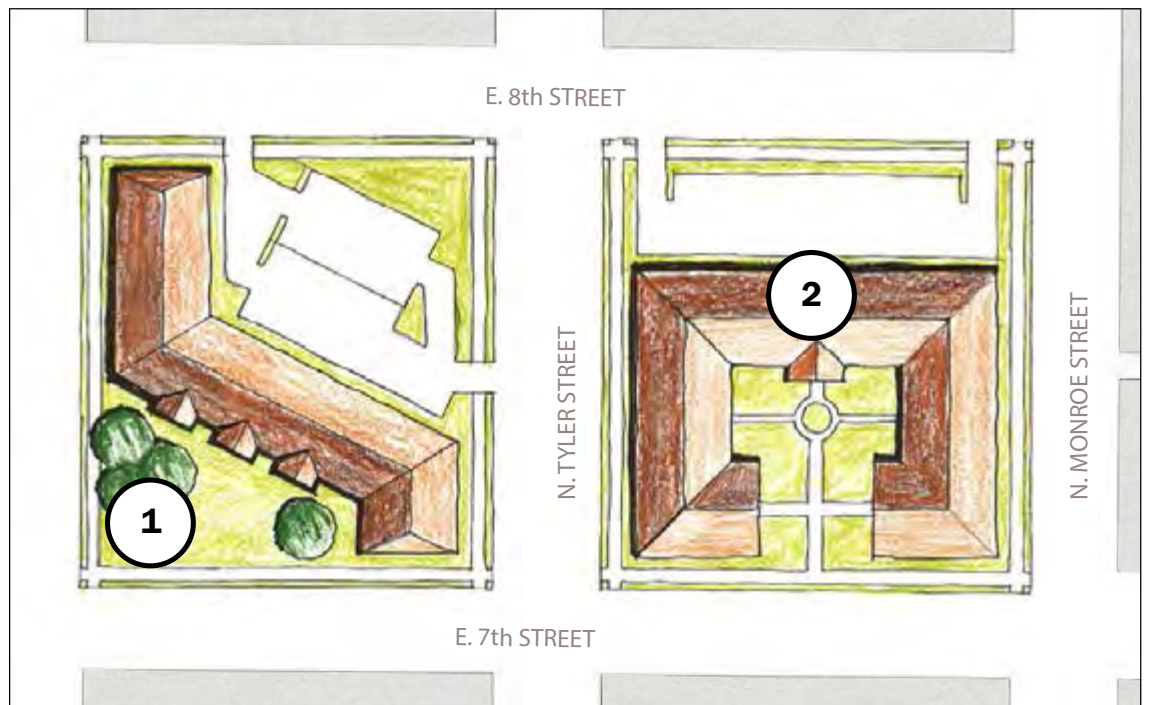 E. 8th STREET
2
N. TYLER STREET
N. MONROE STREET
1
E. 7th STREET